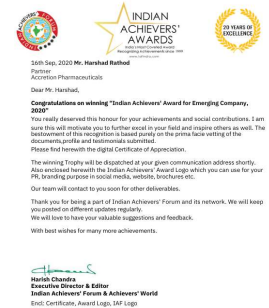 INDIAN
ACHIEVERS'
AWARDS
India's Most Coveted Award
Recognising Achievements since 2000
20 YEARS OF
EXCELLENCE
16th Sep, 2020 Mr. Harshad Rathod
Partner
Accretion Pharmaceuticals
Dear Mr. Harshad,
Congratulations on winning "Indian Achievers' Award for Emerging Company,
2020"
You really deserved this honour for your achievements and social contributions. I am
sure this will motivate you to further excel in your field and inspire others as well. The
bestowment of this recognition is based purely on the prima facie vetting of the
documents,profile and testimonials submitted.
Please find herewith the digital Certificate of Appreciation.
The winning Trophy will be dispatched at your given communication address shortly.
Also enclosed herewith the Indian Achievers' Award Logo which you can use for your
PR, branding purpose in social media, website, brochures etc.
Our team will contact to you soon for other deliverables.
Thank you for being a part of Indian Achievers' Forum and its network. We will keep
you posted on different updates regularly.
We will love to have your valuable suggestions and feedback.
With best wishes for many more achievements.
Harish Chandra
Executive Director & Editor
Indian Achievers' Forum & Achievers' World
Encl: Certificate, Award Logo, IAF Logo